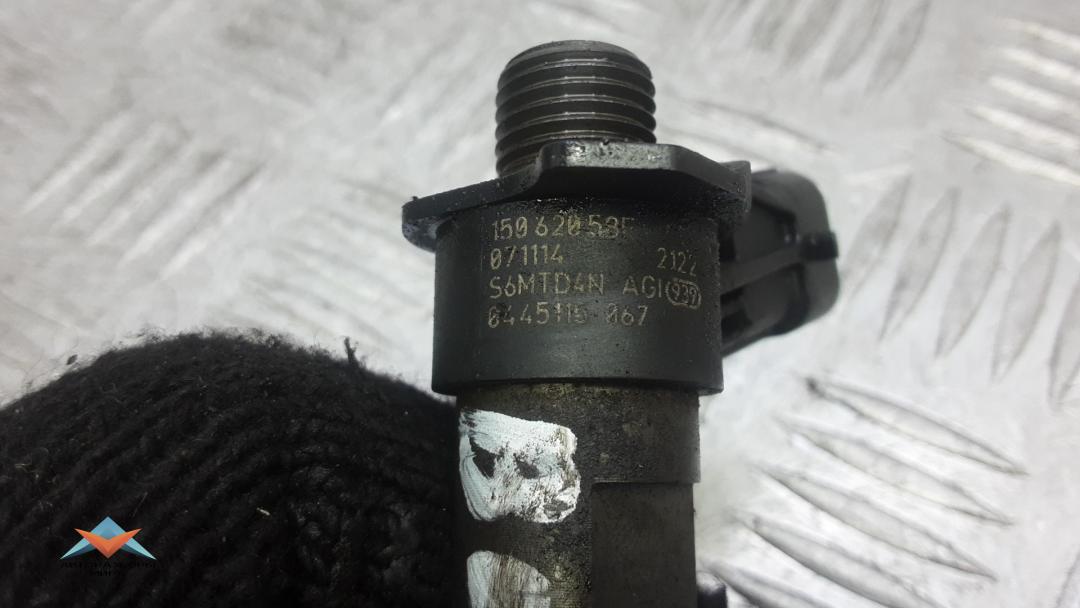 150 620 53F
071114 2122
S6MTD4N AGI 939
0445115 067